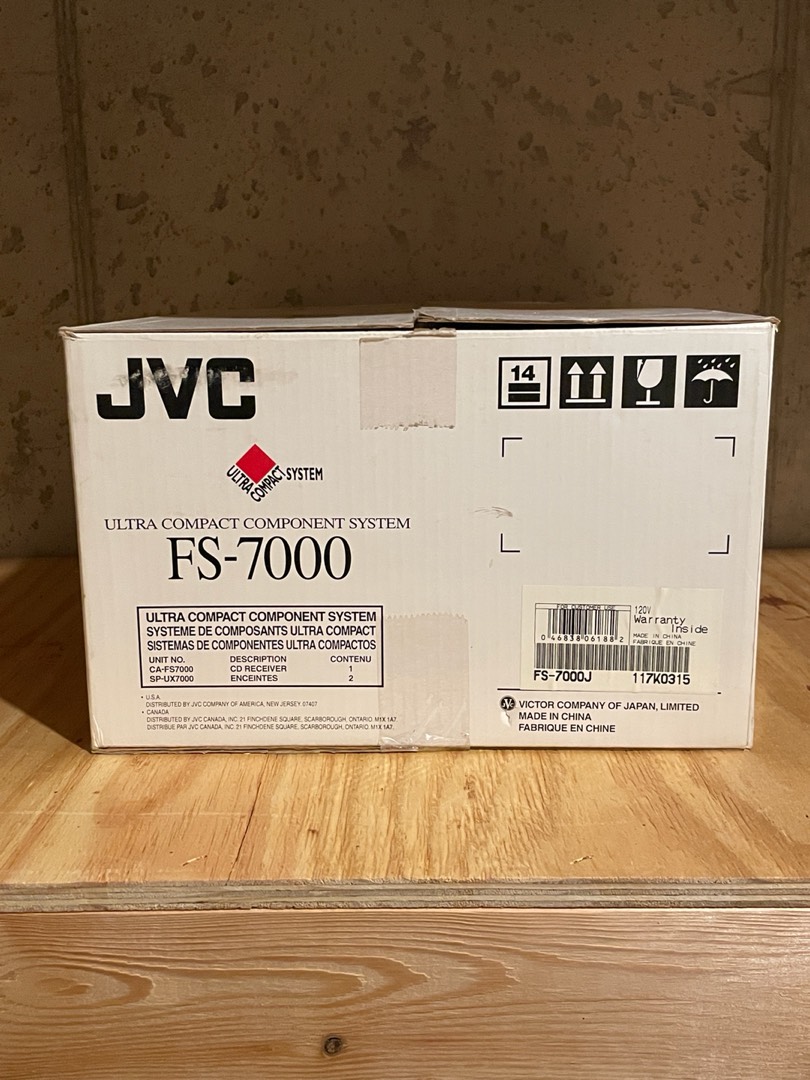 JVC
14
ULTRA COMPACT SYSTEM
ULTRA COMPACT COMPONENT SYSTEM
FS-7000
ULTRA COMPACT COMPONENT SYSTEM
SYSTEME DE COMPOSANTS ULTRA COMPACT
SISTEMAS DE COMPONENTES ULTRA COMPACTOS
UNIT NO. DESCRIPTION CONTENU
CA-FS7000 CD RECEIVER 1
SP-UX7000 ENCEINTES 2
• U.S.A.
DISTRIBUTED BY JVC COMPANY OF AMERICA, NEW JERSEY, 07407
• CANADA
DISTRIBUTED BY JVC CANADA, INC. 21 FINCHDENE SQUARE, SCARBOROUGH, ONTARIO, M1X 1A7.
DISTRIBUE PAR JVC CANADA, INC. 21 FINCHDENE SQUARE, SCARBOROUGH, ONTARIO, M1X 1A7.
FOR CUSTOMER USE
0 46838 06188 2
120V
Warranty
Inside
MADE IN CHINA
FABRIQUE EN CHINE
FS-7000J 117K0315
JVC VICTOR COMPANY OF JAPAN, LIMITED
MADE IN CHINA
FABRIQUE EN CHINE